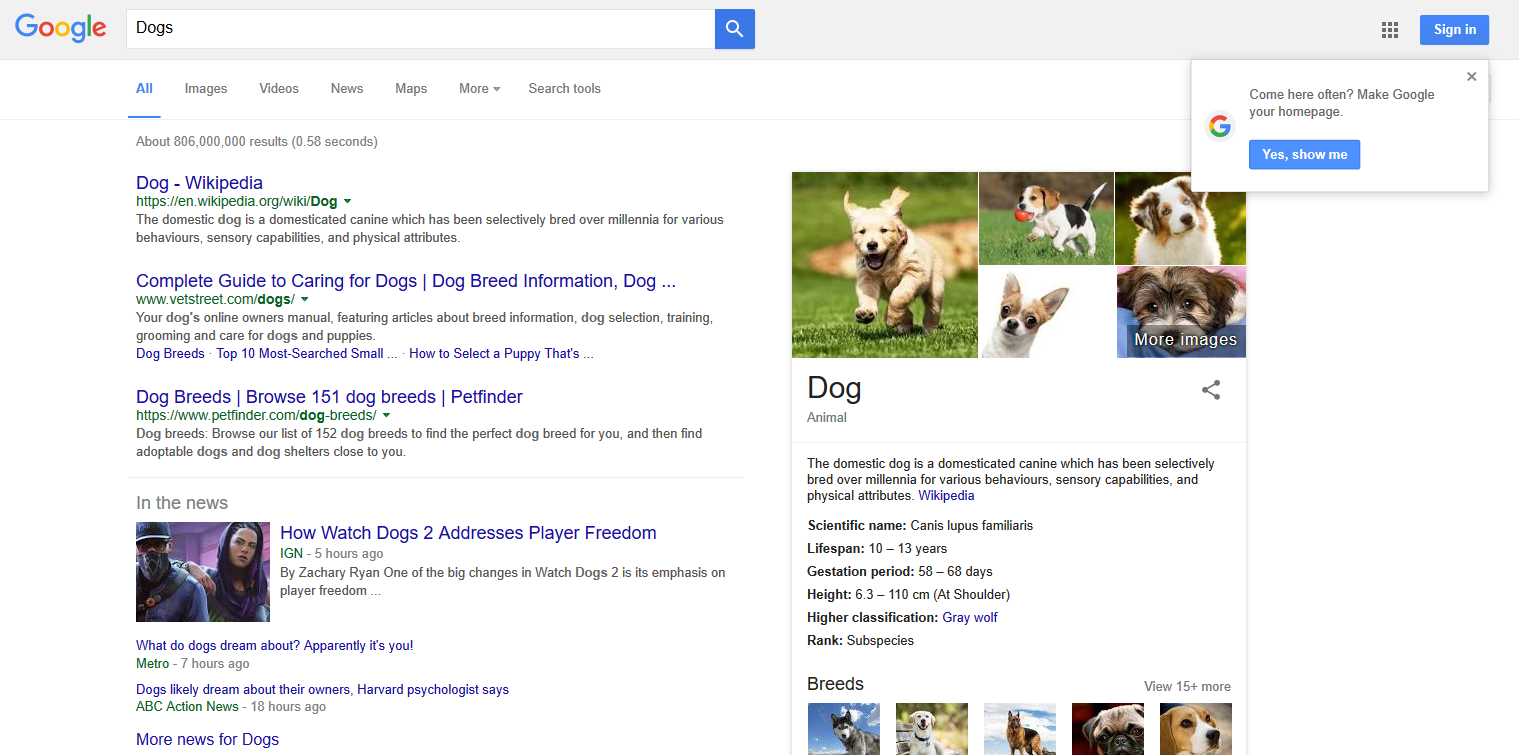 Google
Dogs
Sign in
All Images Videos News Maps More Search tools
Come here often? Make Google
your homepage.
Yes, show me
About 806,000,000 results (0.58 seconds)
Dog - Wikipedia
https://en.wikipedia.org/wiki/Dog
The domestic dog is a domesticated canine which has been selectively bred over millennia for various
behaviours, sensory capabilities, and physical attributes.
Complete Guide to Caring for Dogs | Dog Breed Information, Dog ...
www.vetstreet.com/dogs/
Your dog's online owners manual, featuring articles about breed information, dog selection, training,
grooming and care for dogs and puppies.
Dog Breeds · Top 10 Most-Searched Small ... · How to Select a Puppy That's ...
Dog Breeds | Browse 151 dog breeds | Petfinder
https://www.petfinder.com/dog-breeds/
Dog breeds: Browse our list of 152 dog breeds to find the perfect dog breed for you, and then find
adoptable dogs and dog shelters close to you.
In the news
How Watch Dogs 2 Addresses Player Freedom
IGN - 5 hours ago
By Zachary Ryan One of the big changes in Watch Dogs 2 is its emphasis on
player freedom ...
What do dogs dream about? Apparently it's you!
Metro - 7 hours ago
Dogs likely dream about their owners, Harvard psychologist says
ABC Action News - 18 hours ago
More news for Dogs
More images
Dog
Animal
The domestic dog is a domesticated canine which has been selectively
bred over millennia for various behaviours, sensory capabilities, and
physical attributes. Wikipedia
Scientific name: Canis lupus familiaris
Lifespan: 10 – 13 years
Gestation period: 58 – 68 days
Height: 6.3 – 110 cm (At Shoulder)
Higher classification: Gray wolf
Rank: Subspecies
Breeds
View 15+ more